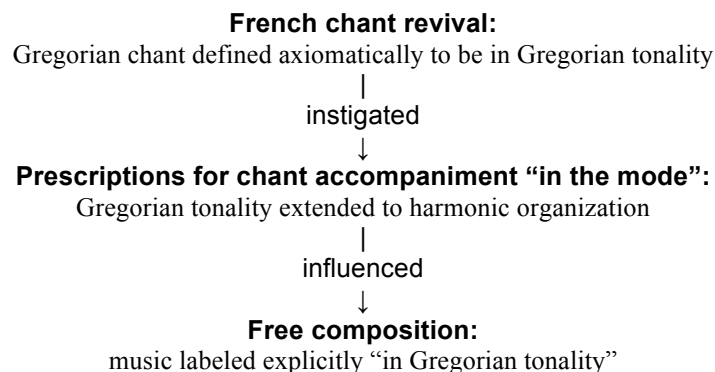 French chant revival:
Gregorian chant defined axiomatically to be in Gregorian tonality
|
instigated
↓
Prescriptions for chant accompaniment “in the mode”:
Gregorian tonality extended to harmonic organization
|
influenced
↓
Free composition:
music labeled explicitly “in Gregorian tonality”